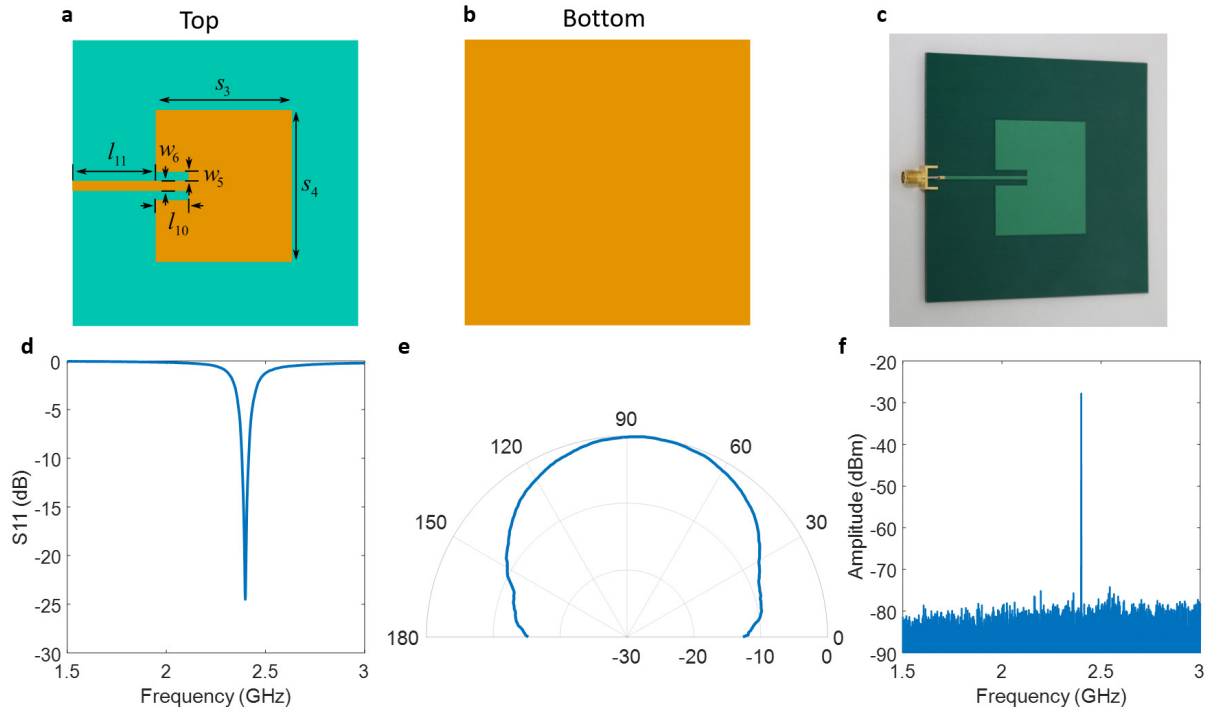 a
Top
b
Bottom
c
s₃
l₁₁
w₆
w₅
s₄
l₁₀
d
0
-5
-10
-15
-20
-25
-30
S11 (dB)
1.5 2 2.5 3
Frequency (GHz)
e
90
120 60
150 30
180 0
-30 -20 -10 0
f
-20
-30
-40
-50
-60
-70
-80
-90
Amplitude (dBm)
1.5 2 2.5 3
Frequency (GHz)